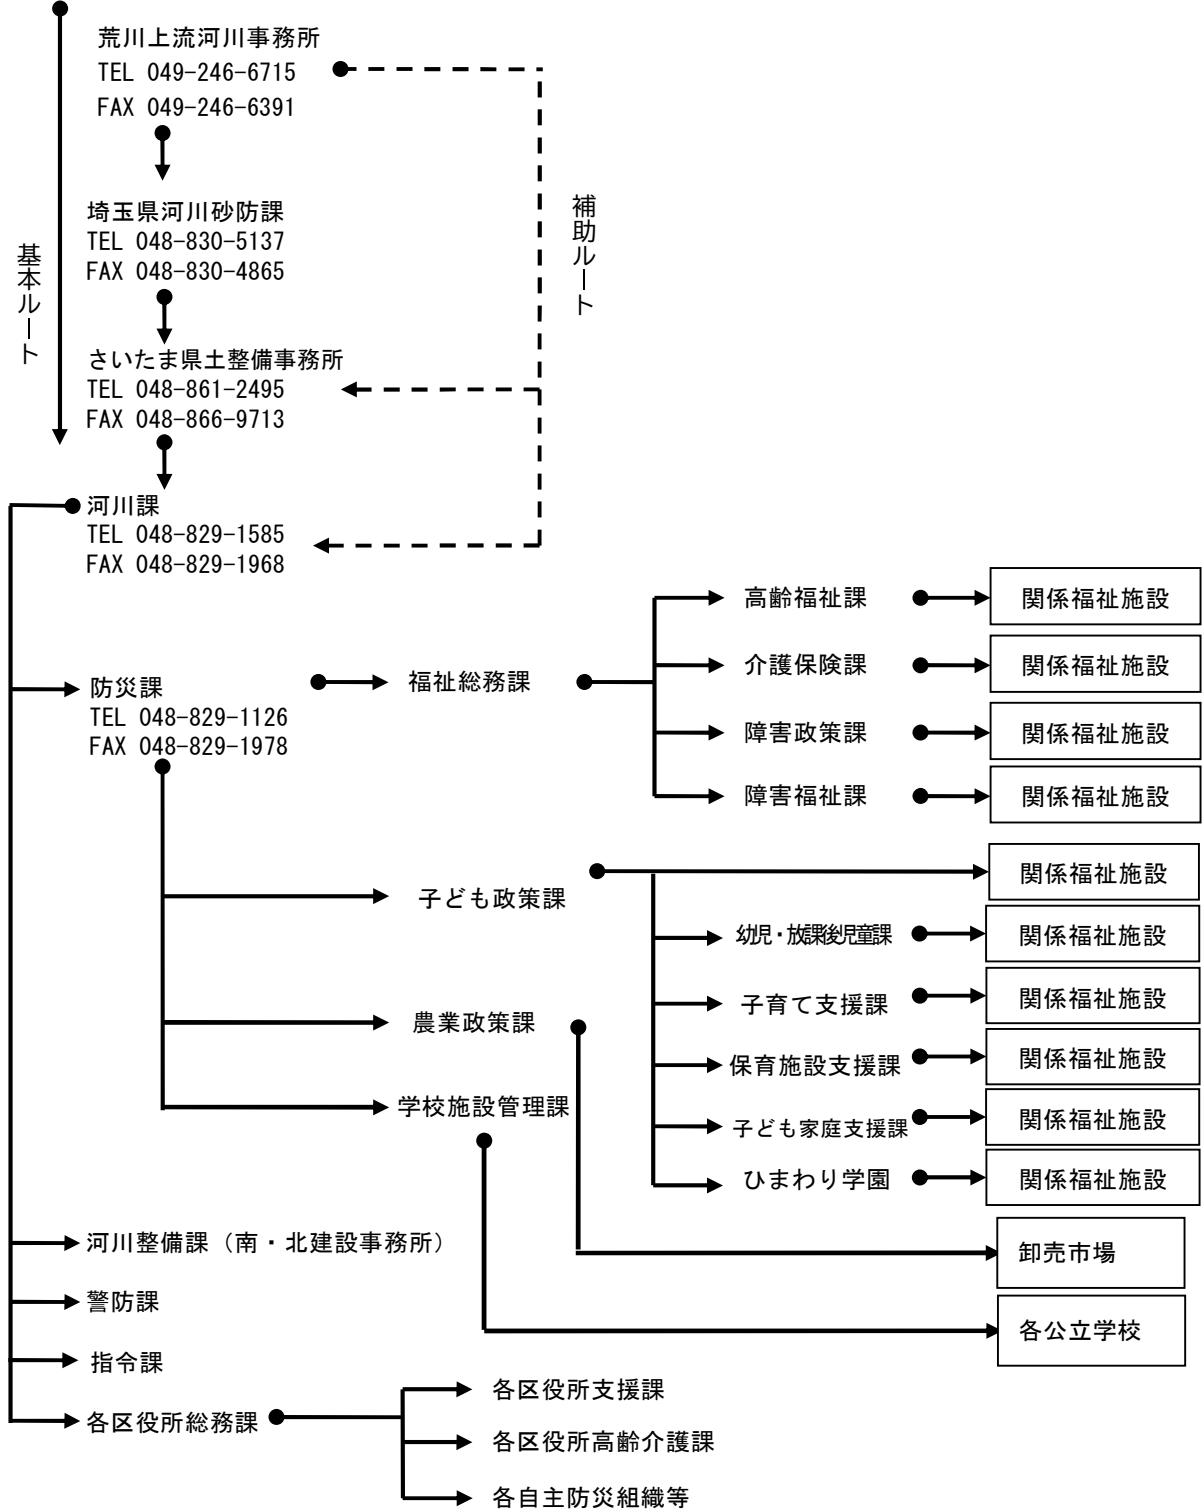 荒川上流河川事務所
TEL 049-246-6715
FAX 049-246-6391
埼玉県河川砂防課
TEL 048-830-5137
FAX 048-830-4865
基本ルート
補助ルート
さいたま県土整備事務所
TEL 048-861-2495
FAX 048-866-9713
河川課
TEL 048-829-1585
FAX 048-829-1968
防災課
TEL 048-829-1126
FAX 048-829-1978
福祉総務課
高齢福祉課
関係福祉施設
介護保険課
関係福祉施設
障害政策課
関係福祉施設
障害福祉課
関係福祉施設
子ども政策課
関係福祉施設
幼児・放課後児童課
関係福祉施設
子育て支援課
関係福祉施設
保育施設支援課
関係福祉施設
子ども家庭支援課
関係福祉施設
ひまわり学園
関係福祉施設
農業政策課
卸売市場
学校施設管理課
各公立学校
河川整備課（南・北建設事務所）
警防課
指令課
各区役所総務課
各区役所支援課
各区役所高齢介護課
各自主防災組織等